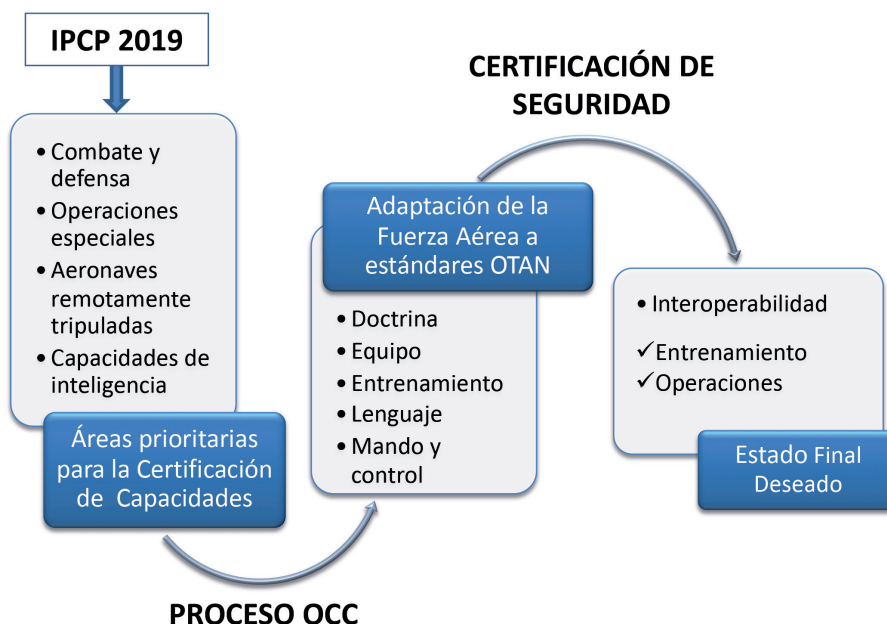 IPCP 2019
• Combate y
defensa
• Operaciones
especiales
• Aeronaves
remotamente
tripuladas
• Capacidades de
inteligencia
Áreas prioritarias
para la Certificación
de Capacidades
PROCESO OCC
Adaptación de la
Fuerza Aérea a
estándares OTAN
• Doctrina
• Equipo
• Entrenamiento
• Lenguaje
• Mando y
control
CERTIFICACIÓN DE
SEGURIDAD
• Interoperabilidad
✓ Entrenamiento
✓ Operaciones
Estado Final
Deseado